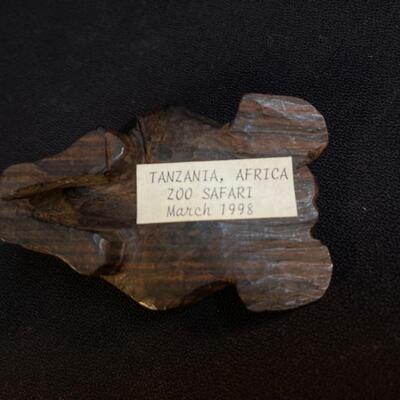 TANZANIA, AFRICA
ZOO SAFARI
March 1998